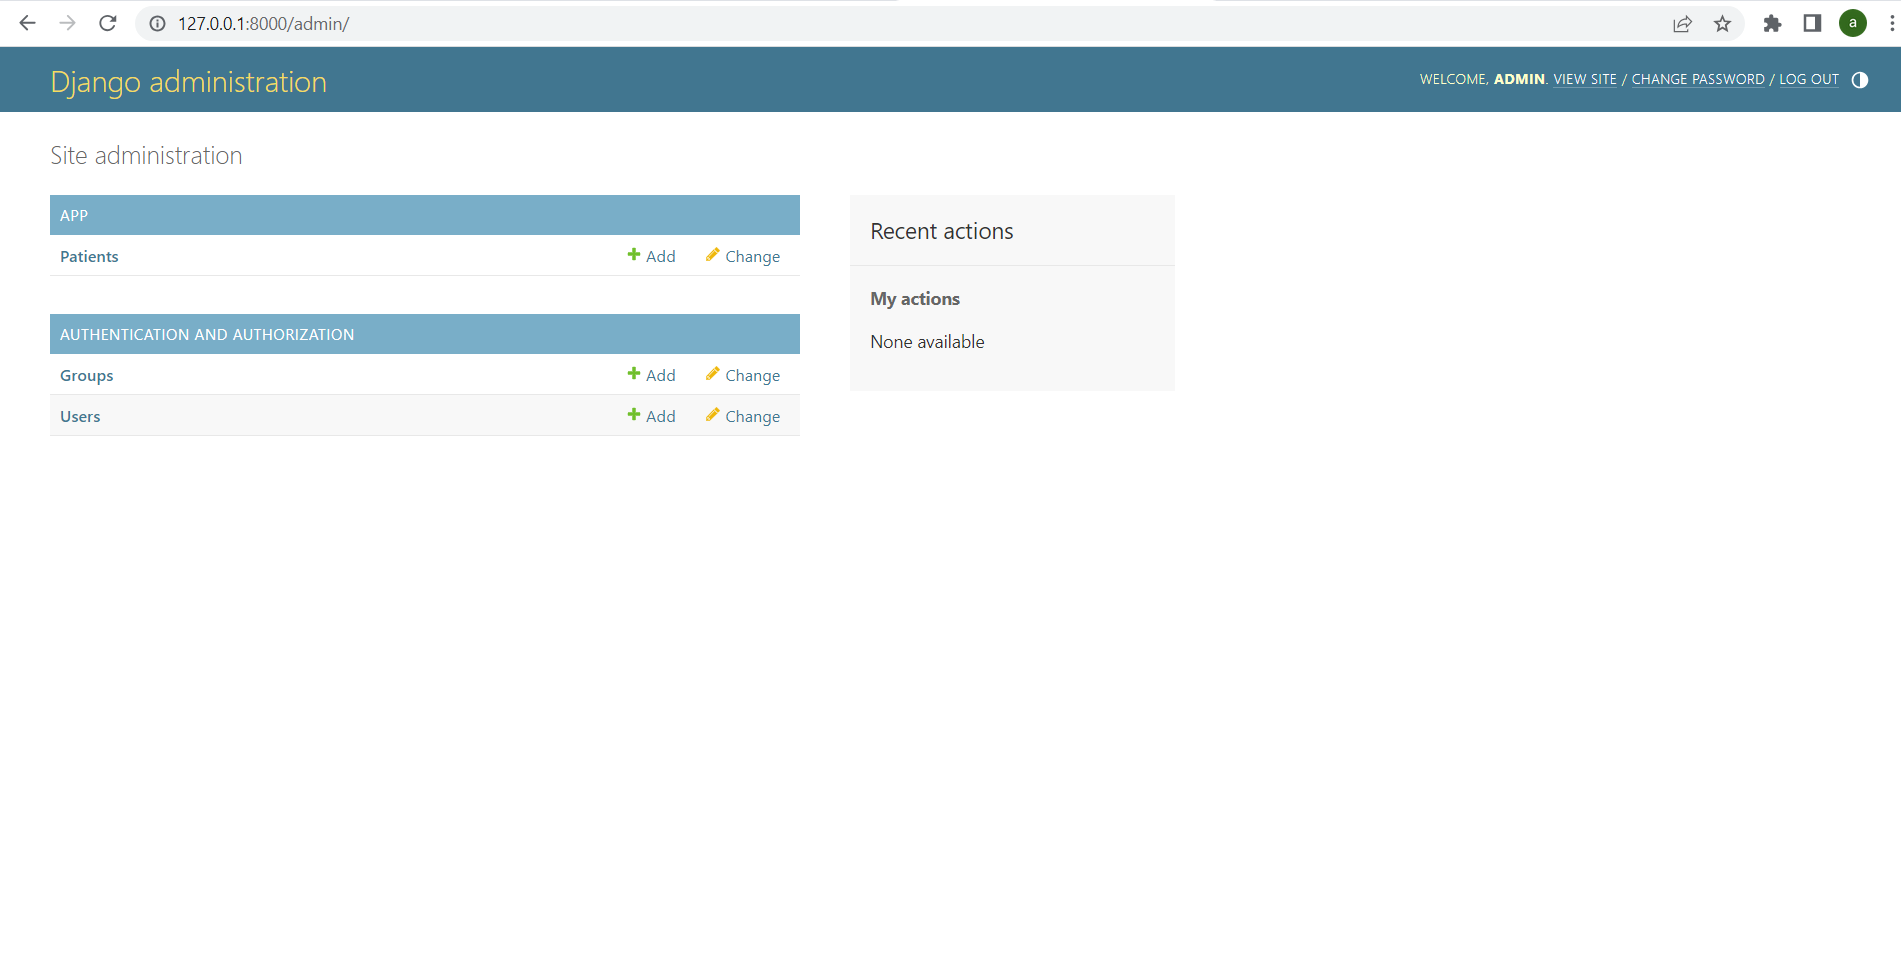 127.0.0.1:8000/admin/
a
Django administration
WELCOME, ADMIN. VIEW SITE / CHANGE PASSWORD / LOG OUT
Site administration
APP
Patients Add Change
AUTHENTICATION AND AUTHORIZATION
Groups Add Change
Users Add Change
Recent actions
My actions
None available